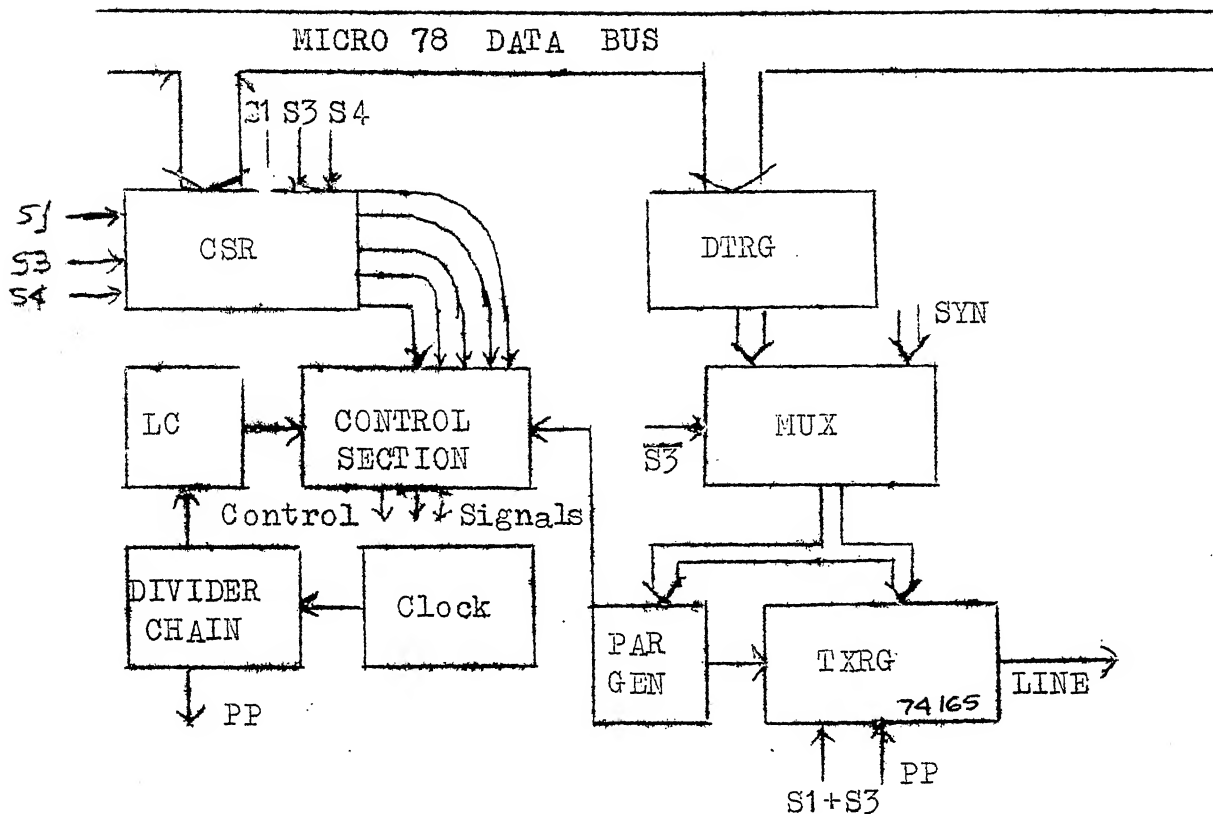 MICRO 78 DATA BUS
S1 S3 S4
S1
S3
S4
CSR
DTRG
SYN
LC
CONTROL
SECTION
S3
MUX
Control Signals
DIVIDER
CHAIN
Clock
PAR
GEN
TXRG
74165
LINE
PP
S1+S3
PP